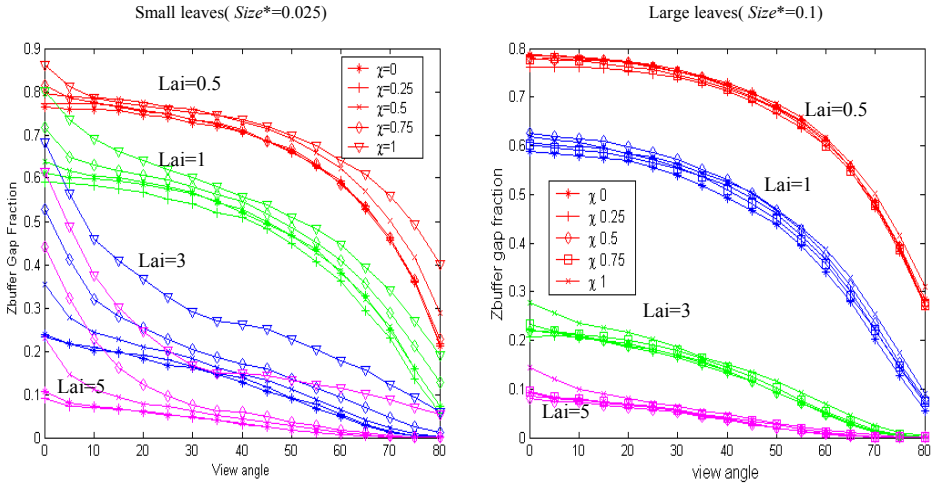 Small leaves( Size*=0.025)
0.9
0.8
0.7
0.6
0.5
0.4
0.3
0.2
0.1
0
Zbuffer Gap Fraction
Lai=0.5
Lai=1
Lai=3
Lai=5
χ=0
χ=0.25
χ=0.5
χ=0.75
χ=1
0 10 20 30 40 50 60 70 80
View angle
Large leaves( Size*=0.1)
0.8
0.7
0.6
0.5
0.4
0.3
0.2
0.1
0
Zbuffer gap fraction
Lai=0.5
Lai=1
Lai=3
Lai=5
χ 0
χ 0.25
χ 0.5
χ 0.75
χ 1
0 10 20 30 40 50 60 70 80
view angle